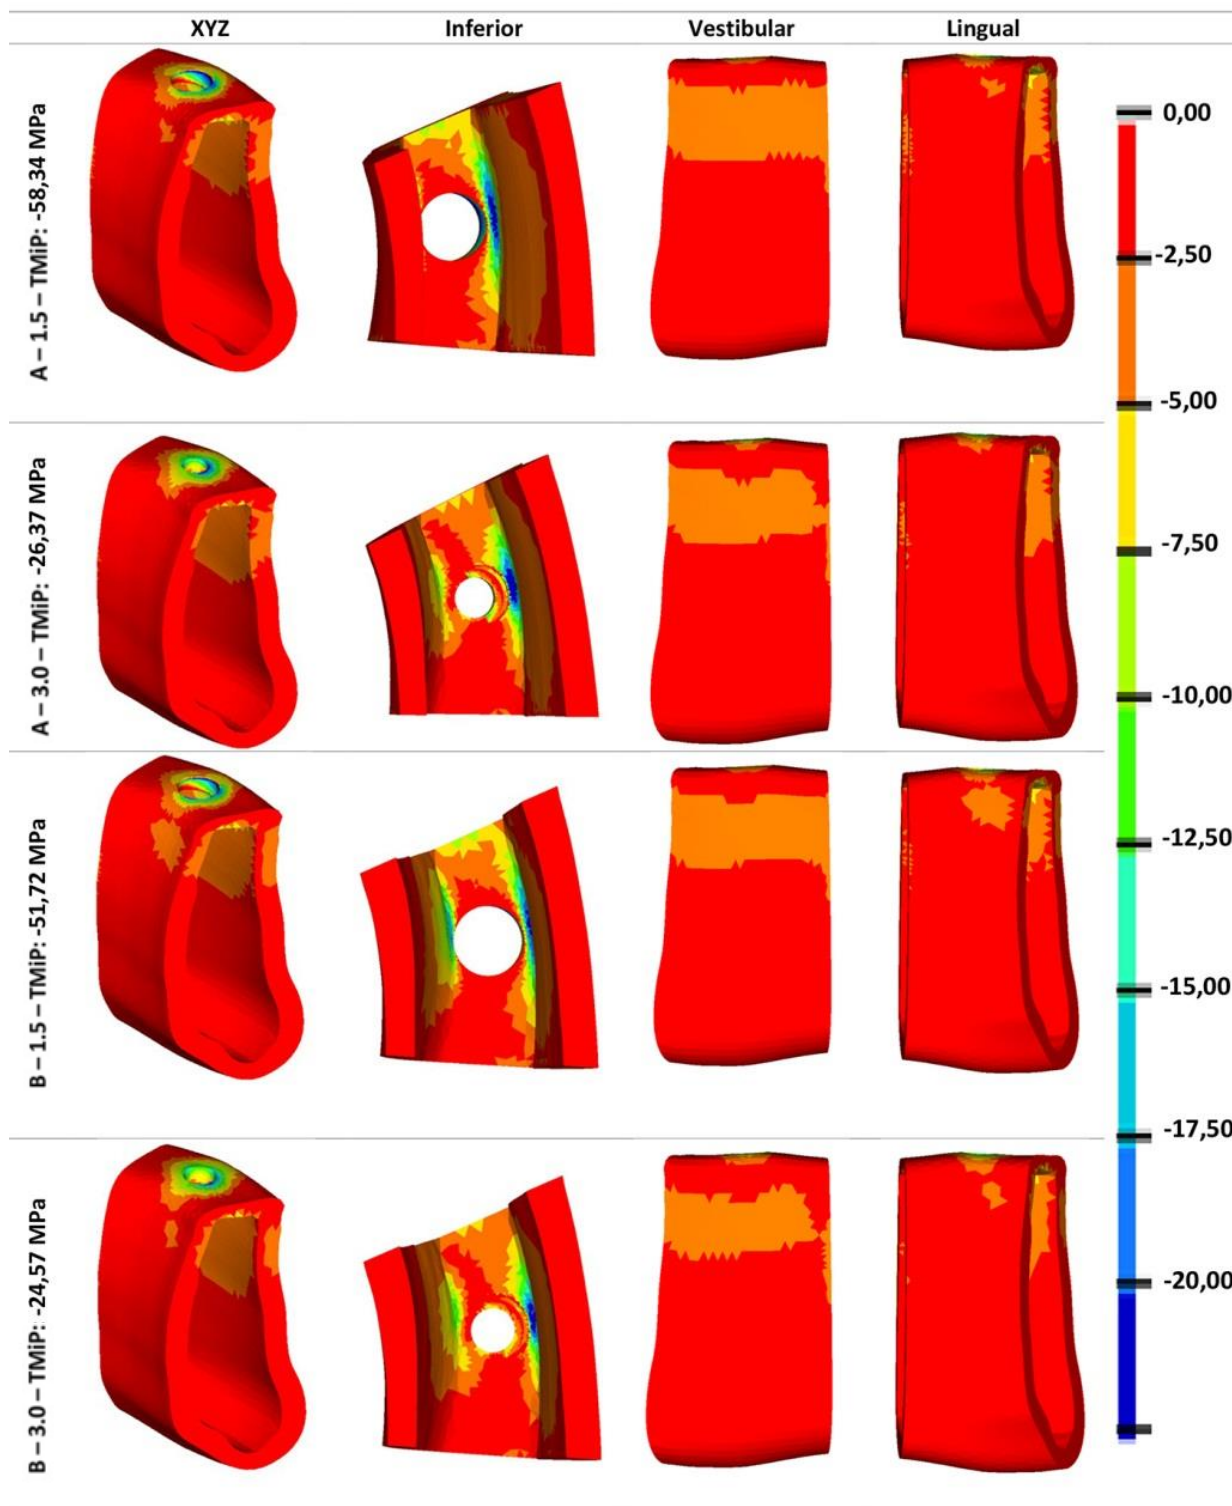 XYZ Inferior Vestibular Lingual
A – 1.5 – TMiP: -58,34 MPa
A – 3.0 – TMiP: -26,37 MPa
B – 1.5 – TMiP: -51,72 MPa
B – 3.0 – TMiP: -24,57 MPa
0,00
-2,50
-5,00
-7,50
-10,00
-12,50
-15,00
-17,50
-20,00